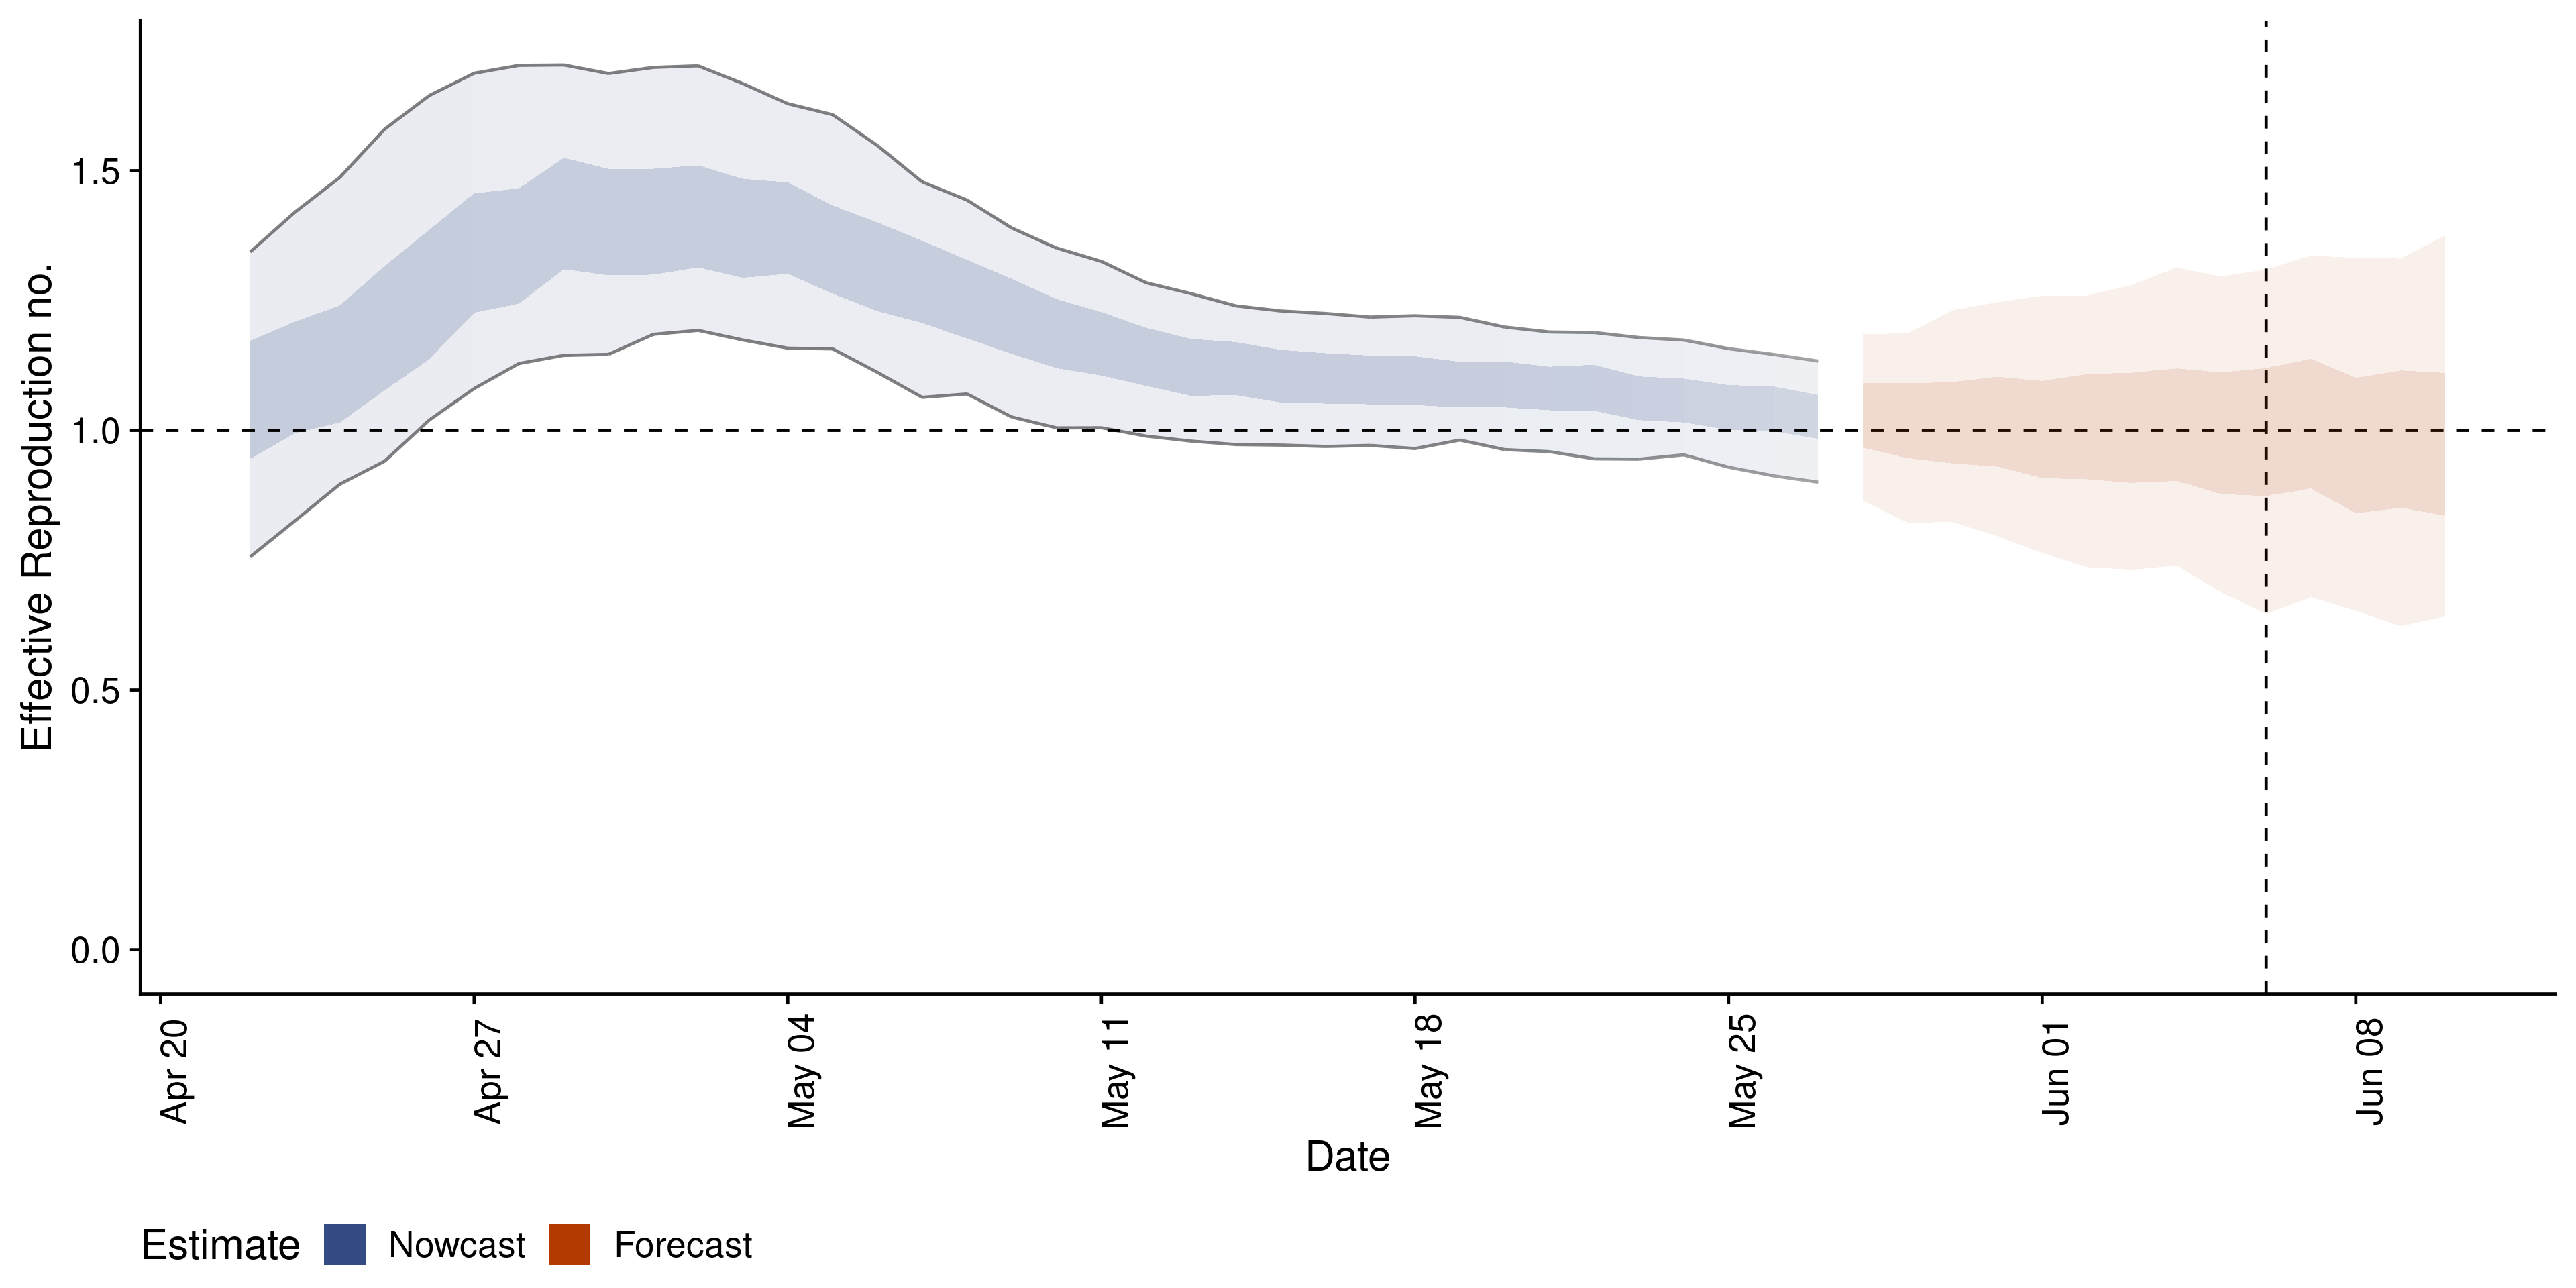 Effective Reproduction no.
1.5
1.0
0.5
0.0
Apr 20
Apr 27
May 04
May 11
May 18
May 25
Jun 01
Jun 08
Date
Estimate Nowcast Forecast